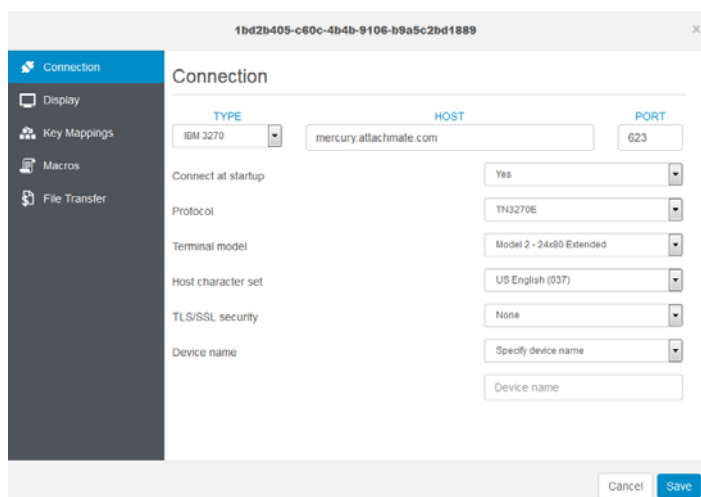 1bd2b405-c60c-4b4b-9106-b9a5c2bd1889
×
Connection
Display
Key Mappings
Macros
File Transfer
Connection
TYPE HOST PORT
IBM 3270 mercury.attachmate.com 623
Connect at startup Yes
Protocol TN3270E
Terminal model Model 2 - 24x80 Extended
Host character set US English (037)
TLS/SSL security None
Device name Specify device name
Device name
Cancel Save